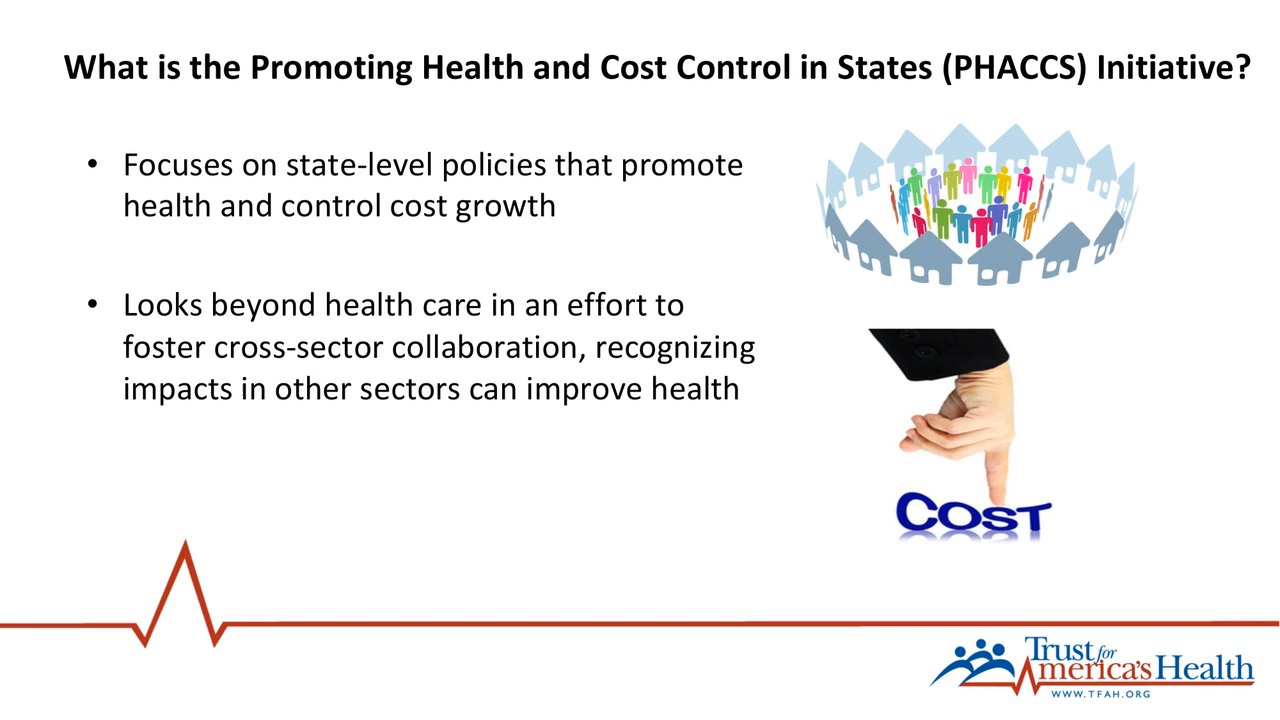 What is the Promoting Health and Cost Control in States (PHACCS) Initiative?
• Focuses on state-level policies that promote
health and control cost growth
• Looks beyond health care in an effort to
foster cross-sector collaboration, recognizing
impacts in other sectors can improve health
COST
Trust for
America's Health
WWW.TFAH.ORG